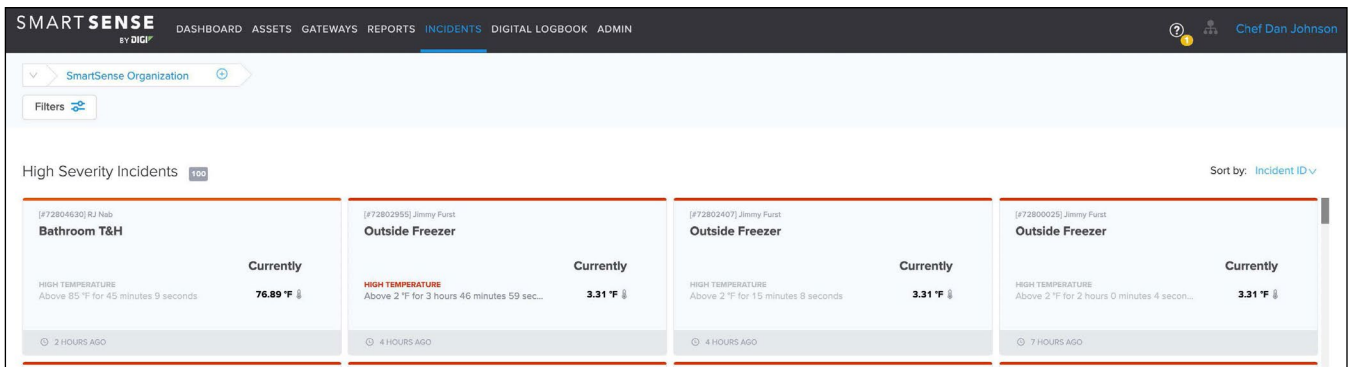 SMART SENSE
BY DIGI
DASHBOARD ASSETS GATEWAYS REPORTS INCIDENTS DIGITAL LOGBOOK ADMIN
1
Chef Dan Johnson
SmartSense Organization
Filters
High Severity Incidents 100
Sort by: Incident ID
[#72804630] RJ Nab
Bathroom T&H
Currently
HIGH TEMPERATURE
Above 85 °F for 45 minutes 9 seconds
76.89 °F
2 HOURS AGO
[#72802955] Jimmy Furst
Outside Freezer
Currently
HIGH TEMPERATURE
Above 2 °F for 3 hours 46 minutes 59 sec...
3.31 °F
4 HOURS AGO
[#72802407] Jimmy Furst
Outside Freezer
Currently
HIGH TEMPERATURE
Above 2 °F for 15 minutes 8 seconds
3.31 °F
4 HOURS AGO
[#72800025] Jimmy Furst
Outside Freezer
Currently
HIGH TEMPERATURE
Above 2 °F for 2 hours 0 minutes 4 secon...
3.31 °F
7 HOURS AGO